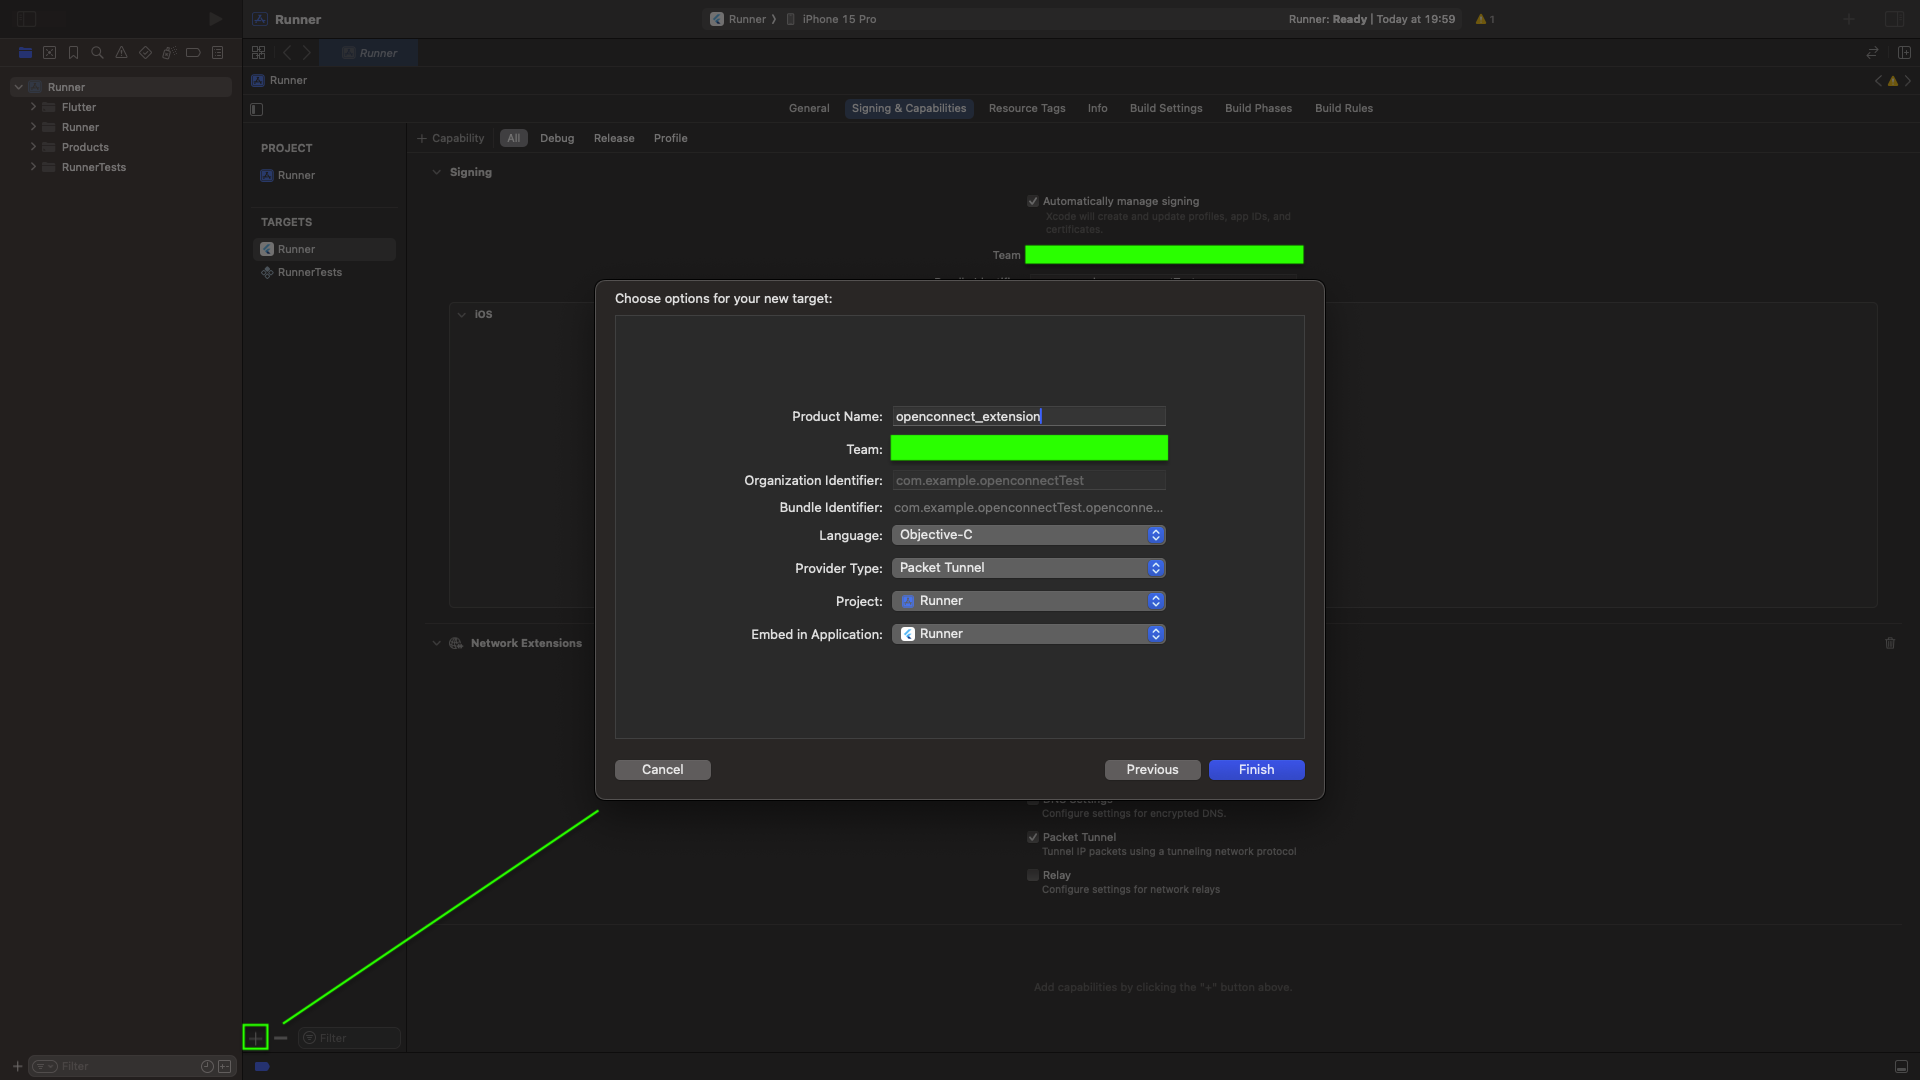 Runner
Runner
iPhone 15 Pro
Runner: Ready | Today at 19:59
1
Runner
Runner
Runner
Flutter
Runner
Products
RunnerTests
General
Signing & Capabilities
Resource Tags
Info
Build Settings
Build Phases
Build Rules
+ Capability
All
Debug
Release
Profile
PROJECT
Runner
TARGETS
Runner
RunnerTests
Signing
Automatically manage signing
Xcode will create and update profiles, app IDs, and
certificates.
Team
iOS
Choose options for your new target:
Product Name: openconnect_extension
Team:
Organization Identifier: com.example.openconnectTest
Bundle Identifier: com.example.openconnectTest.openconne...
Language: Objective-C
Provider Type: Packet Tunnel
Project: Runner
Embed in Application: Runner
Cancel
Previous
Finish
Network Extensions
Configure settings for encrypted DNS.
Packet Tunnel
Tunnel IP packets using a tunneling network protocol
Relay
Configure settings for network relays
Add capabilities by clicking the "+" button above.
Filter
Filter